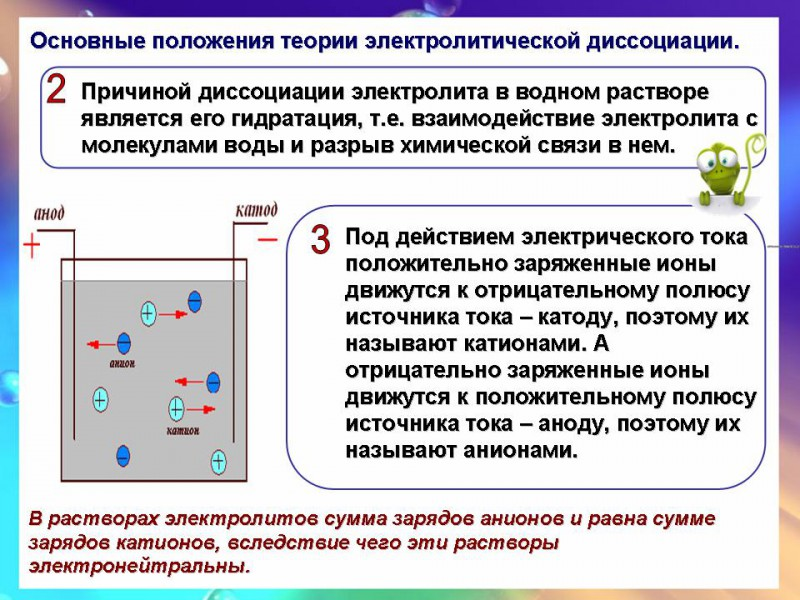 Основные положения теории электролитической диссоциации.
2
Причиной диссоциации электролита в водном растворе
является его гидратация, т.е. взаимодействие электролита с
молекулами воды и разрыв химической связи в нем.
анод
катод
+
−
+
−
−
анион
−
+
+
катион
−
+
3
Под действием электрического тока
положительно заряженные ионы
движутся к отрицательному полюсу
источника тока – катоду, поэтому их
называют катионами. А
отрицательно заряженные ионы
движутся к положительному полюсу
источника тока – аноду, поэтому их
называют анионами.
В растворах электролитов сумма зарядов анионов и равна сумме
зарядов катионов, вследствие чего эти растворы
электронейтральны.